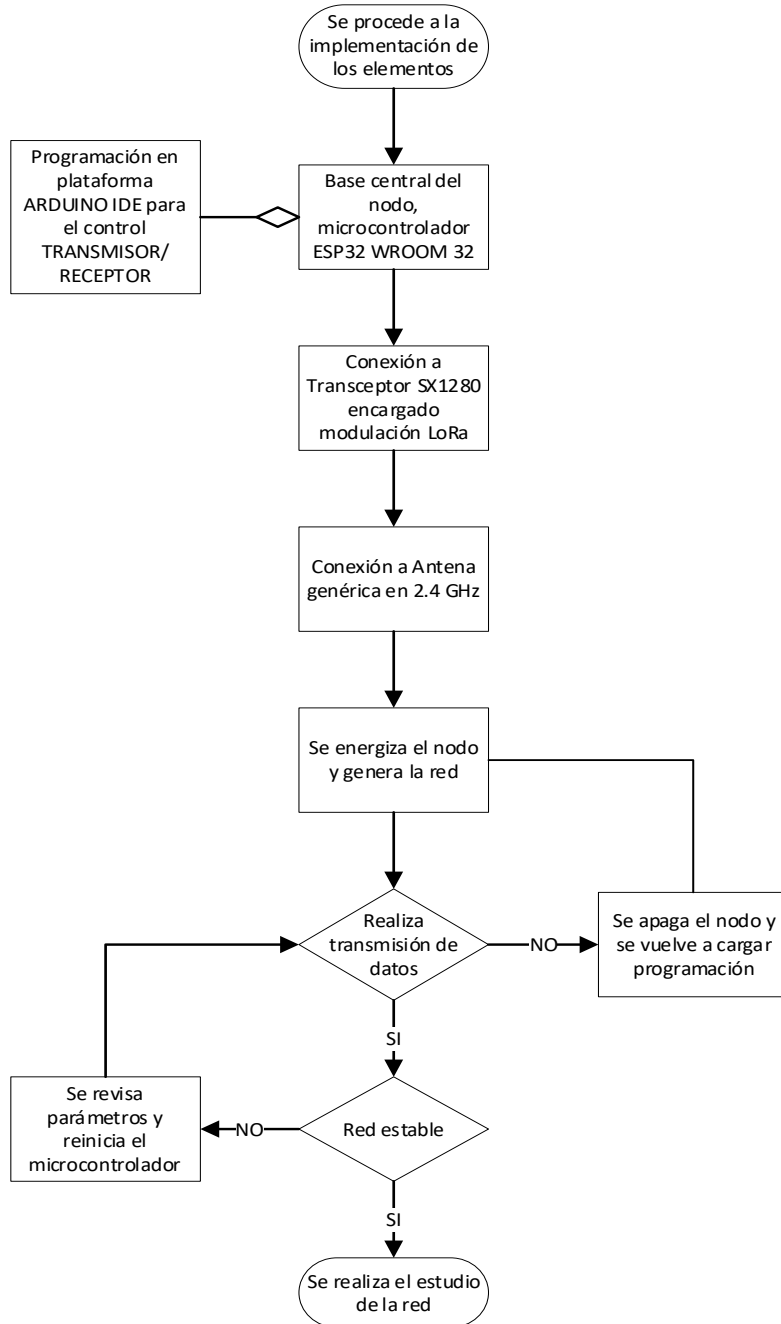 Se procede a la
implementación de
los elementos
Programación en
plataforma
ARDUINO IDE para
el control
TRANSMISOR/
RECEPTOR
Base central del
nodo,
microcontrolador
ESP32 WROOM 32
Conexión a
Transceptor SX1280
encargado
modulación LoRa
Conexión a Antena
genérica en 2.4 GHz
Se energiza el nodo
y genera la red
Realiza
transmisión de
datos
NO
Se apaga el nodo y
se vuelve a cargar
programación
SI
Se revisa
parámetros y
reinicia el
microcontrolador
NO
Red estable
SI
Se realiza el estudio
de la red